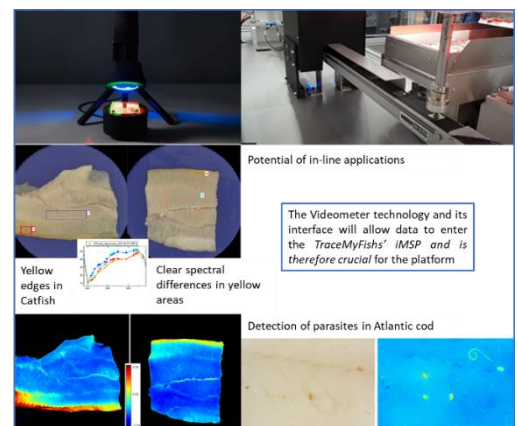 Potential of in-line applications
The Videometer technology and its
interface will allow data to enter
the TraceMyFishs' iMSP and is
therefore crucial for the platform
Yellow
edges in
Catfish
Clear spectral
differences in yellow
areas
Detection of parasites in Atlantic cod